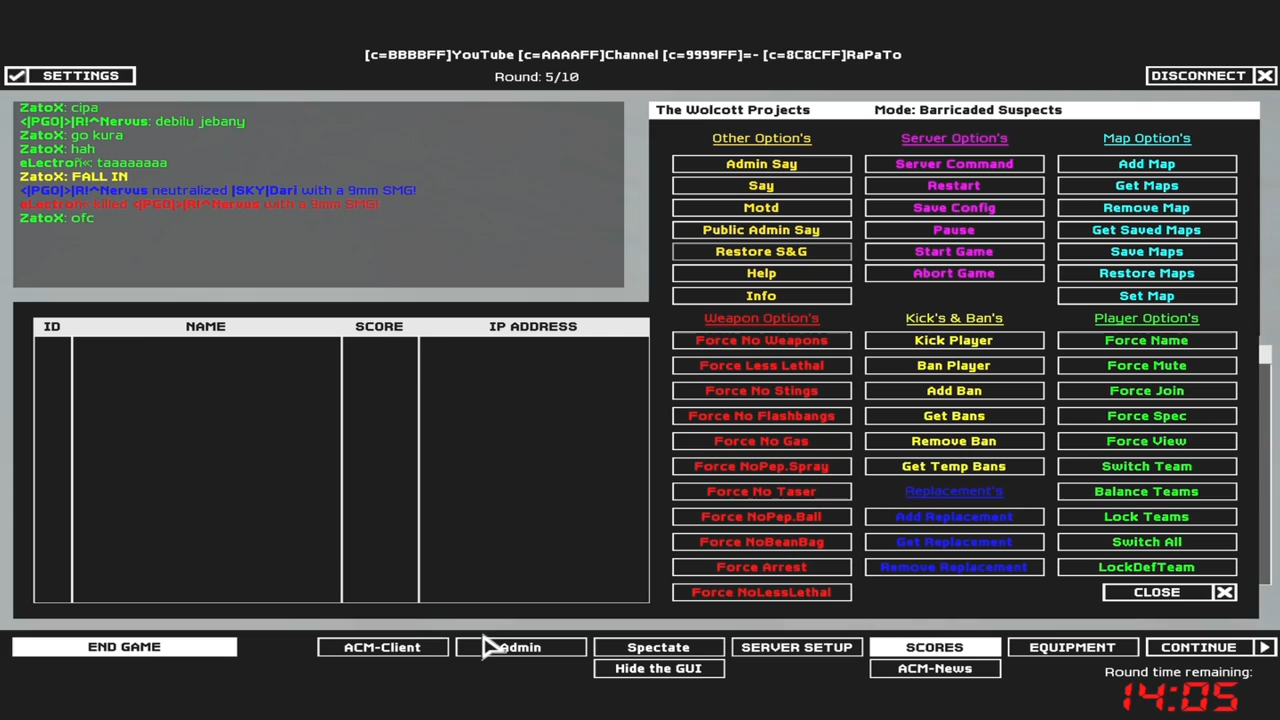 [c=BBBBFF]YouTube [c=AAAAFF]Channel [c=9999FF]=- [c=8C8CFF]RaPaTo
SETTINGS
Round: 5/10
DISCONNECT
ZatoX: cipa
<|PGO|>|R!^Nervus: debilu jebany
ZatoX: go kura
ZatoX: hah
eLectroñ«: taaaaaaaa
ZatoX: FALL IN
<|PGO|>|R!^Nervus neutralized |SKY|Dari with a 9mm SMG!
eLectroñ« killed <|PGO|>|R!^Nervus with a 9mm SMG!
ZatoX: ofc
The Wolcott Projects
Mode: Barricaded Suspects
Other Option's
Admin Say
Say
Motd
Public Admin Say
Restore S&G
Help
Info
Server Option's
Server Command
Restart
Save Config
Pause
Start Game
Abort Game
Map Option's
Add Map
Get Maps
Remove Map
Get Saved Maps
Save Maps
Restore Maps
Set Map
Weapon Option's
Force No Weapons
Force Less Lethal
Force No Stings
Force No Flashbangs
Force No Gas
Force NoPep.Spray
Force No Taser
Force NoPep.Ball
Force NoBeanBag
Force Arrest
Force NoLessLethal
Kick's & Ban's
Kick Player
Ban Player
Add Ban
Get Bans
Remove Ban
Get Temp Bans
Replacement's
Add Replacement
Get Replacement
Remove Replacement
Player Option's
Force Name
Force Mute
Force Join
Force Spec
Force View
Switch Team
Balance Teams
Lock Teams
Switch All
LockDefTeam
CLOSE
ID NAME SCORE IP ADDRESS
END GAME
ACM-Client
Admin
Spectate
SERVER SETUP
SCORES
EQUIPMENT
CONTINUE
Hide the GUI
ACM-News
Round time remaining:
14:05